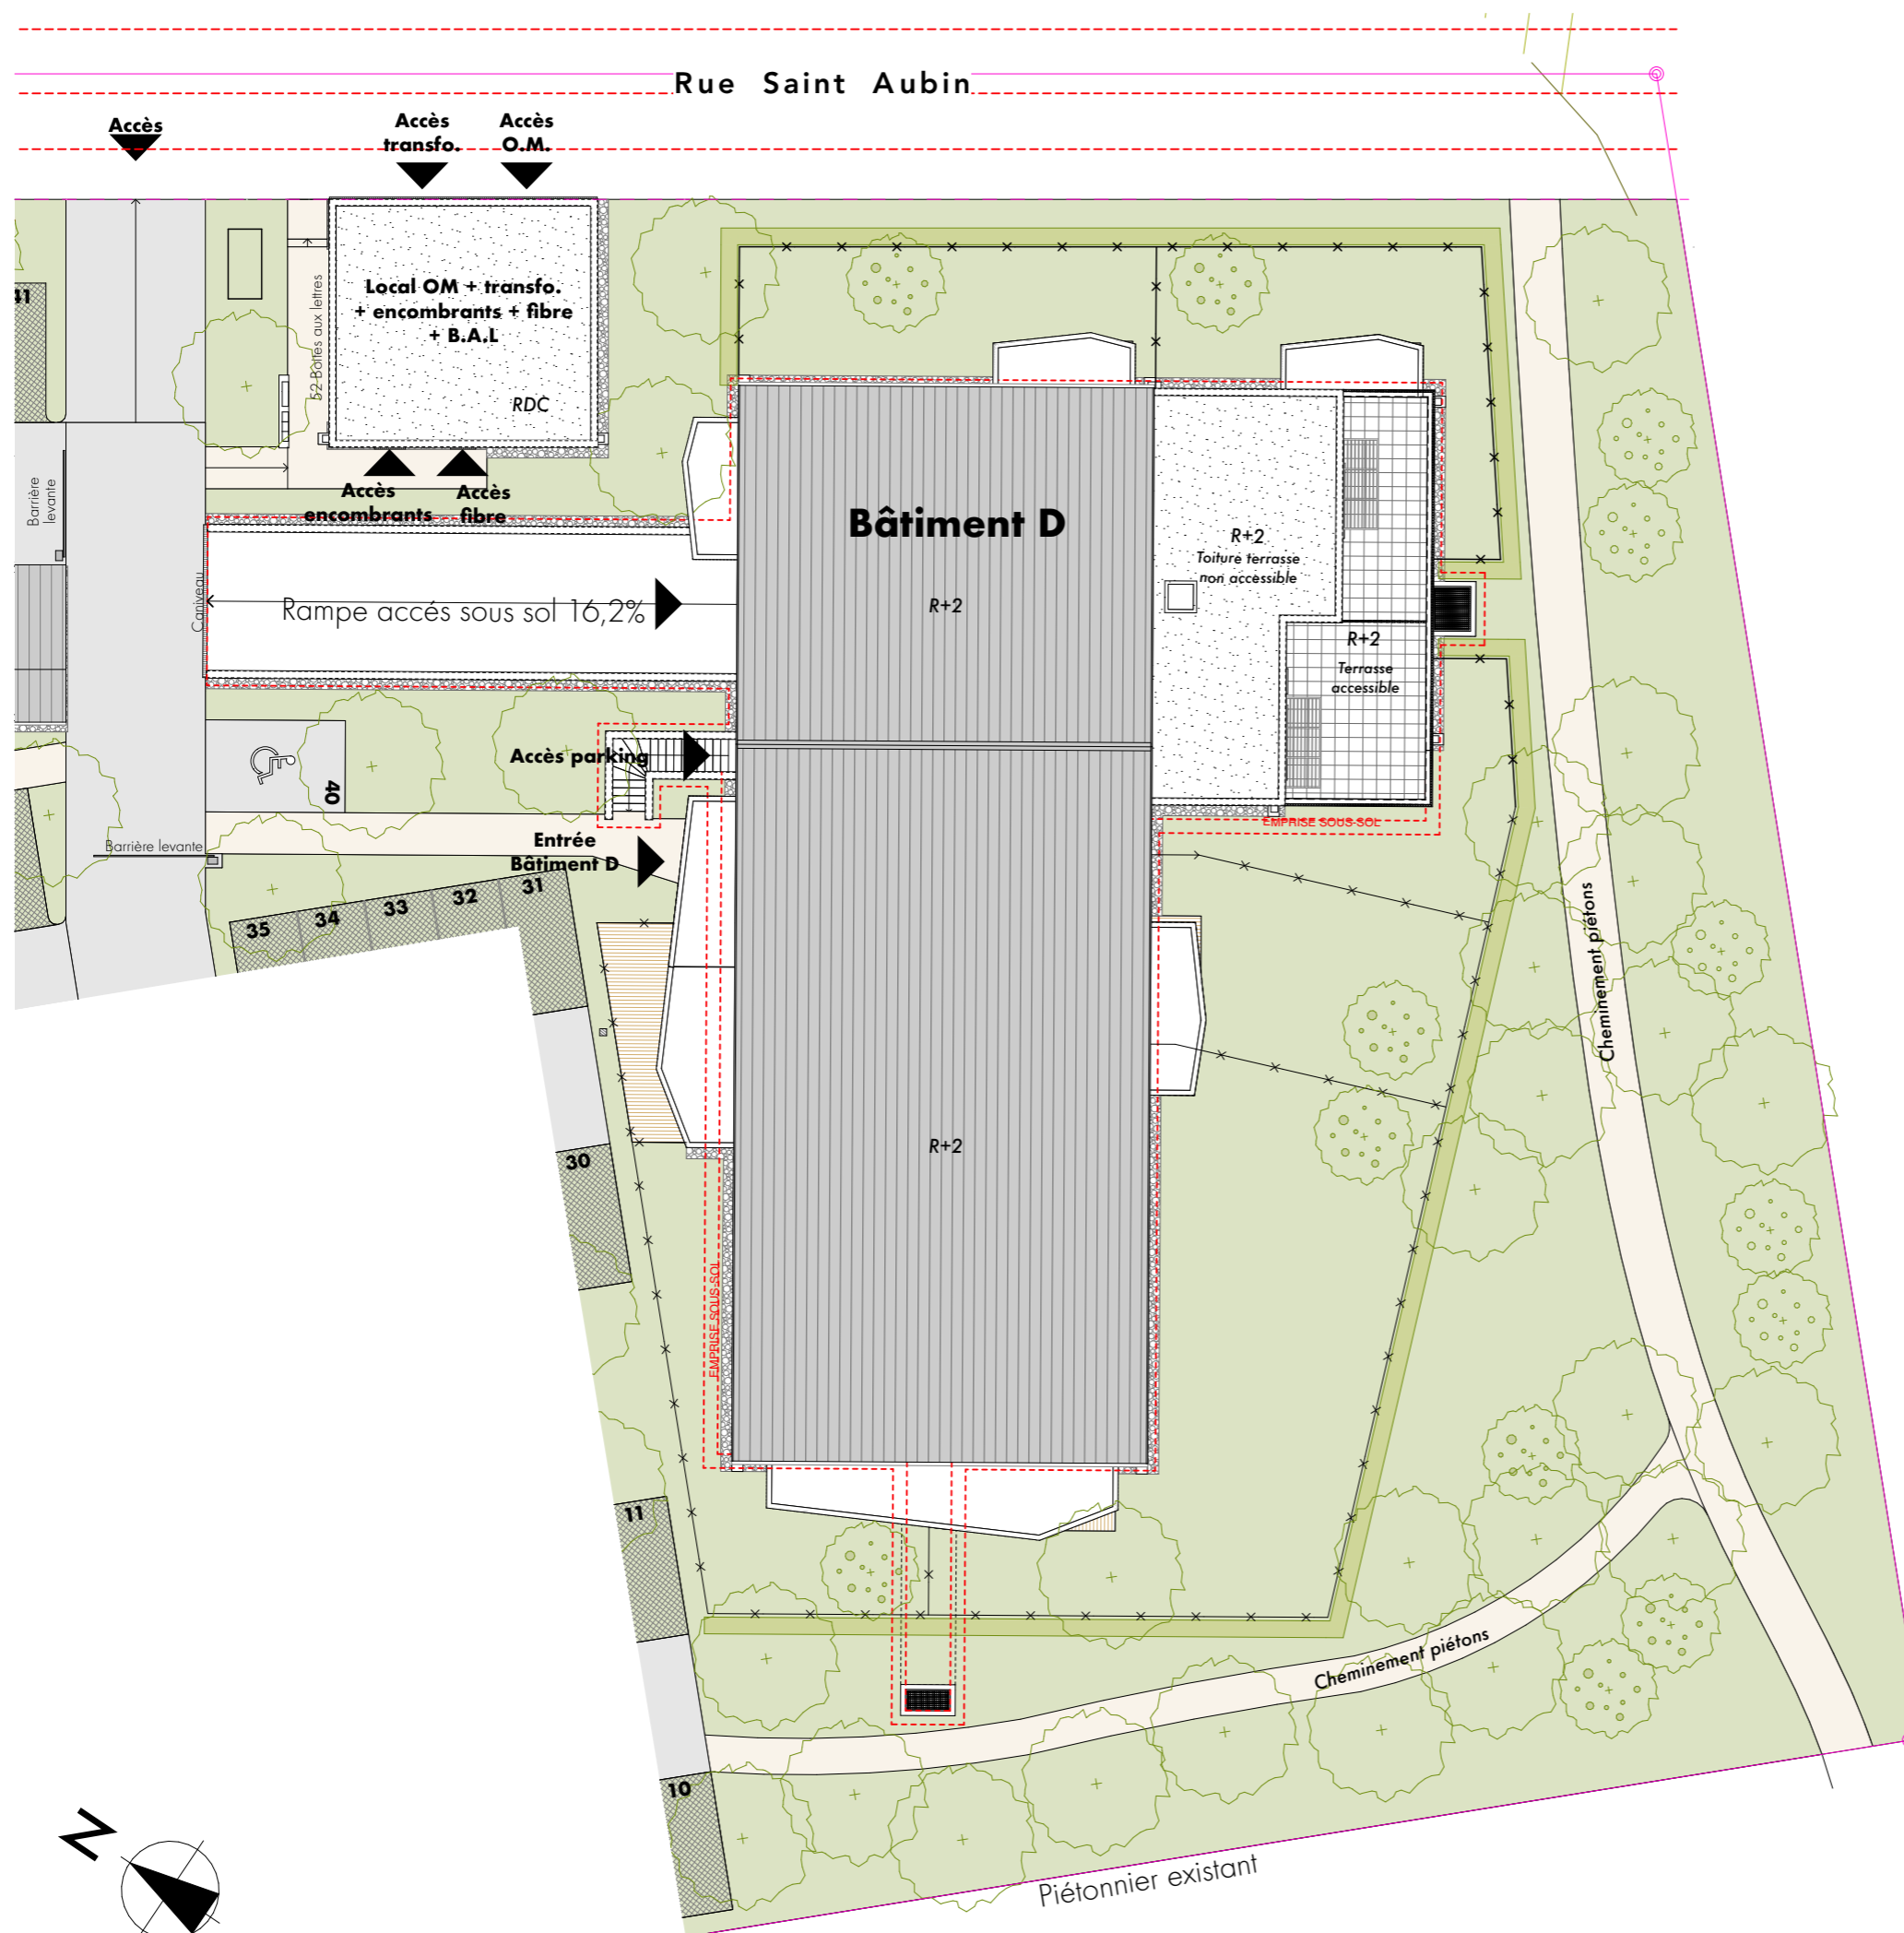 Rue Saint Aubin
Accès
Accès
transfo.
Accès
O.M.
41
52 Boîtes aux lettres
Local OM + transfo.
+ encombrants + fibre
+ B.A.L
RDC
Barrière
levante
Accès
encombrants
Accès
fibre
Bâtiment D
R+2
R+2
Toiture terrasse
non accessible
Caniveau
Rampe accés sous sol 16,2%
R+2
Terrasse
accessible
Accès parking
40
EMPRISE SOUS-SOL
Entrée
Bâtiment D
Barrière levante
35
34
33
32
31
Cheminement piétons
R+2
30
EMPRISE SOUS-SOL
11
Cheminement piétons
10
Piétonnier existant
N